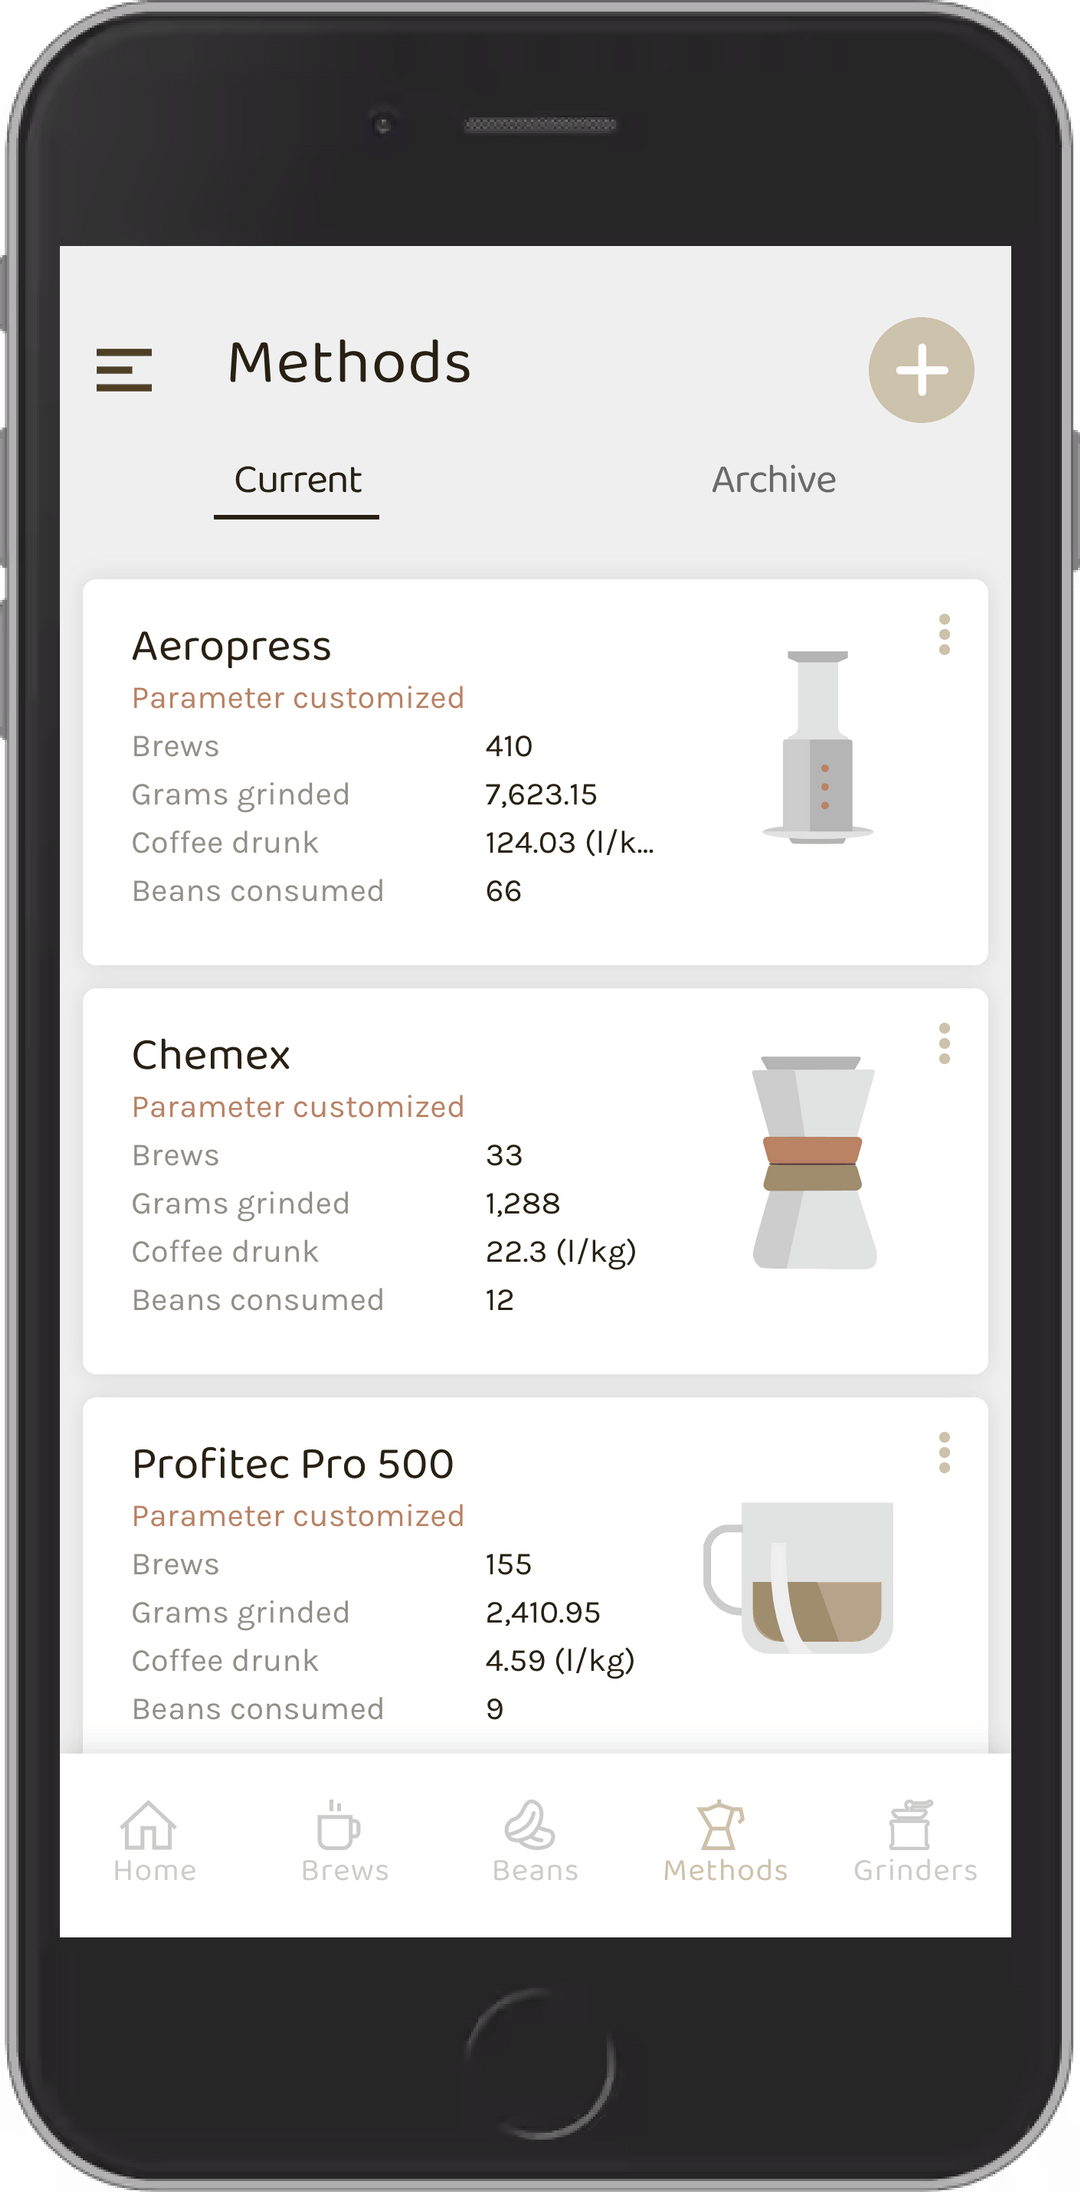 Methods
Current Archive
Aeropress
Parameter customized
Brews 410
Grams grinded 7,623.15
Coffee drunk 124.03 (l/k...
Beans consumed 66
Chemex
Parameter customized
Brews 33
Grams grinded 1,288
Coffee drunk 22.3 (l/kg)
Beans consumed 12
Profitec Pro 500
Parameter customized
Brews 155
Grams grinded 2,410.95
Coffee drunk 4.59 (l/kg)
Beans consumed 9
Home Brews Beans Methods Grinders